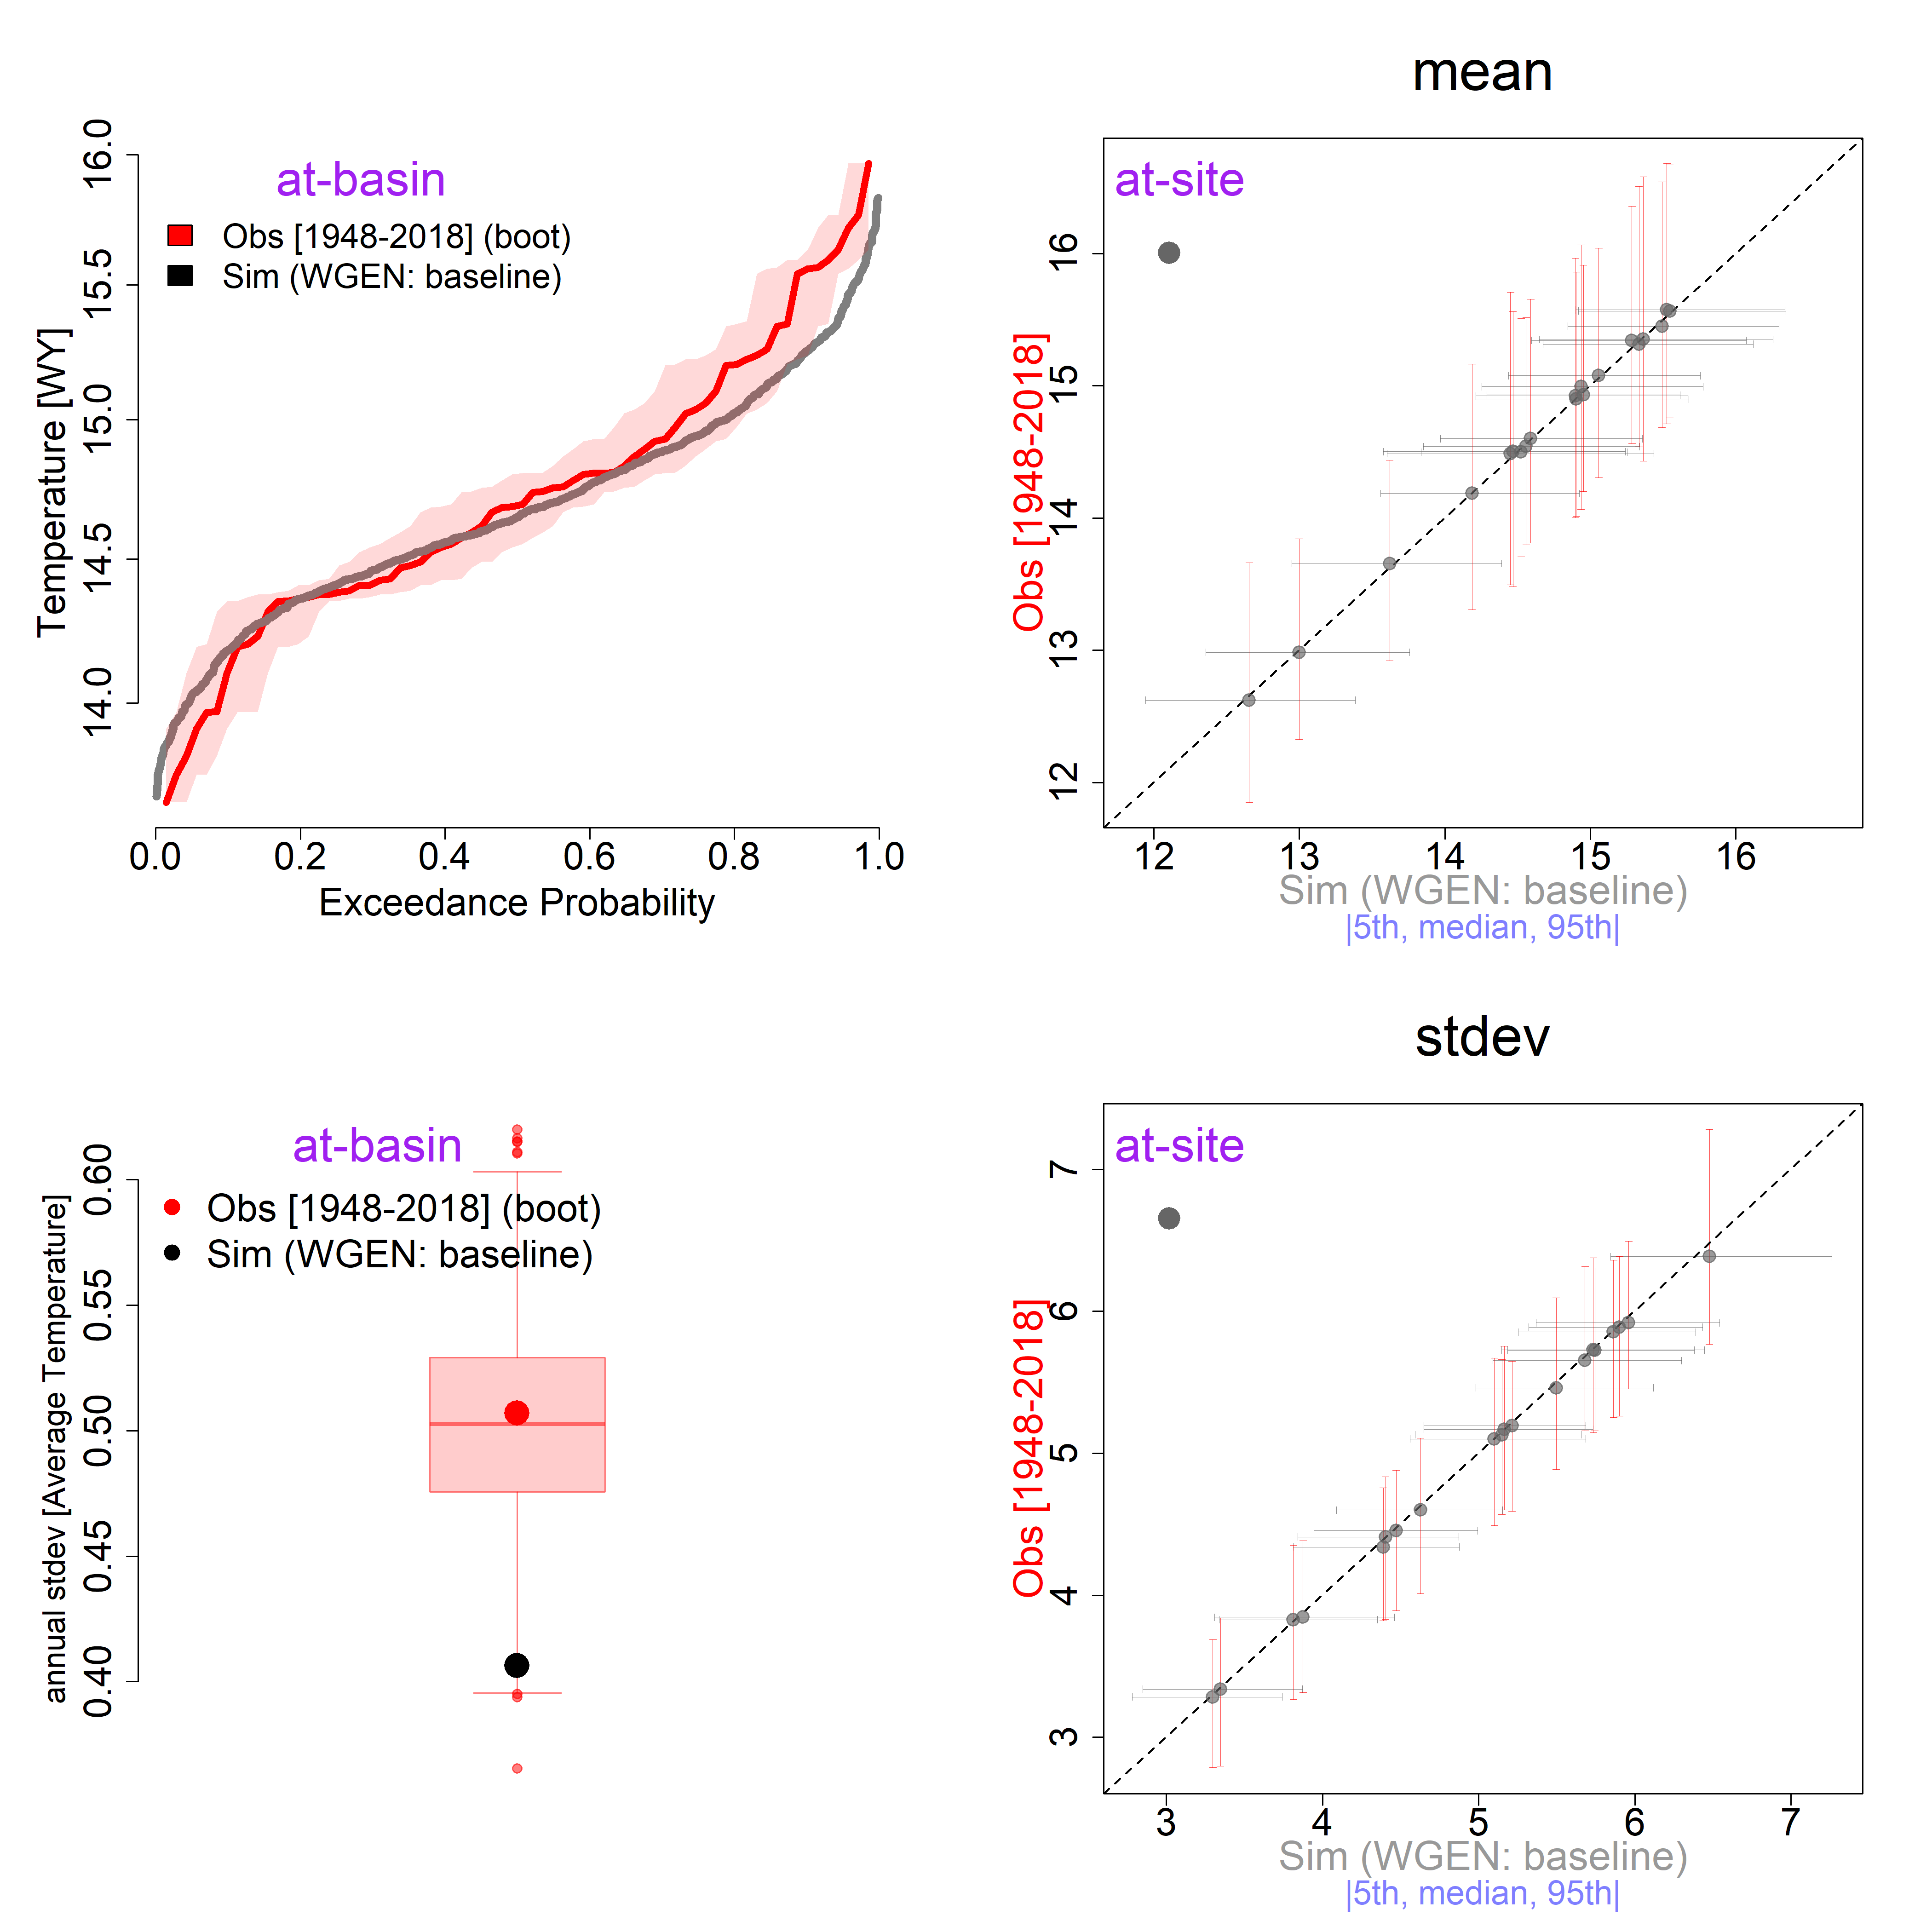 at-basin
Obs [1948-2018] (boot)
Sim (WGEN: baseline)
Temperature [WY]
16.0
15.5
15.0
14.5
14.0
0.0 0.2 0.4 0.6 0.8 1.0
Exceedance Probability
mean
at-site
Obs [1948-2018]
16
15
14
13
12
12 13 14 15 16
Sim (WGEN: baseline)
|5th, median, 95th|
at-basin
Obs [1948-2018] (boot)
Sim (WGEN: baseline)
annual stdev [Average Temperature]
0.60
0.55
0.50
0.45
0.40
stdev
at-site
Obs [1948-2018]
7
6
5
4
3
3 4 5 6 7
Sim (WGEN: baseline)
|5th, median, 95th|